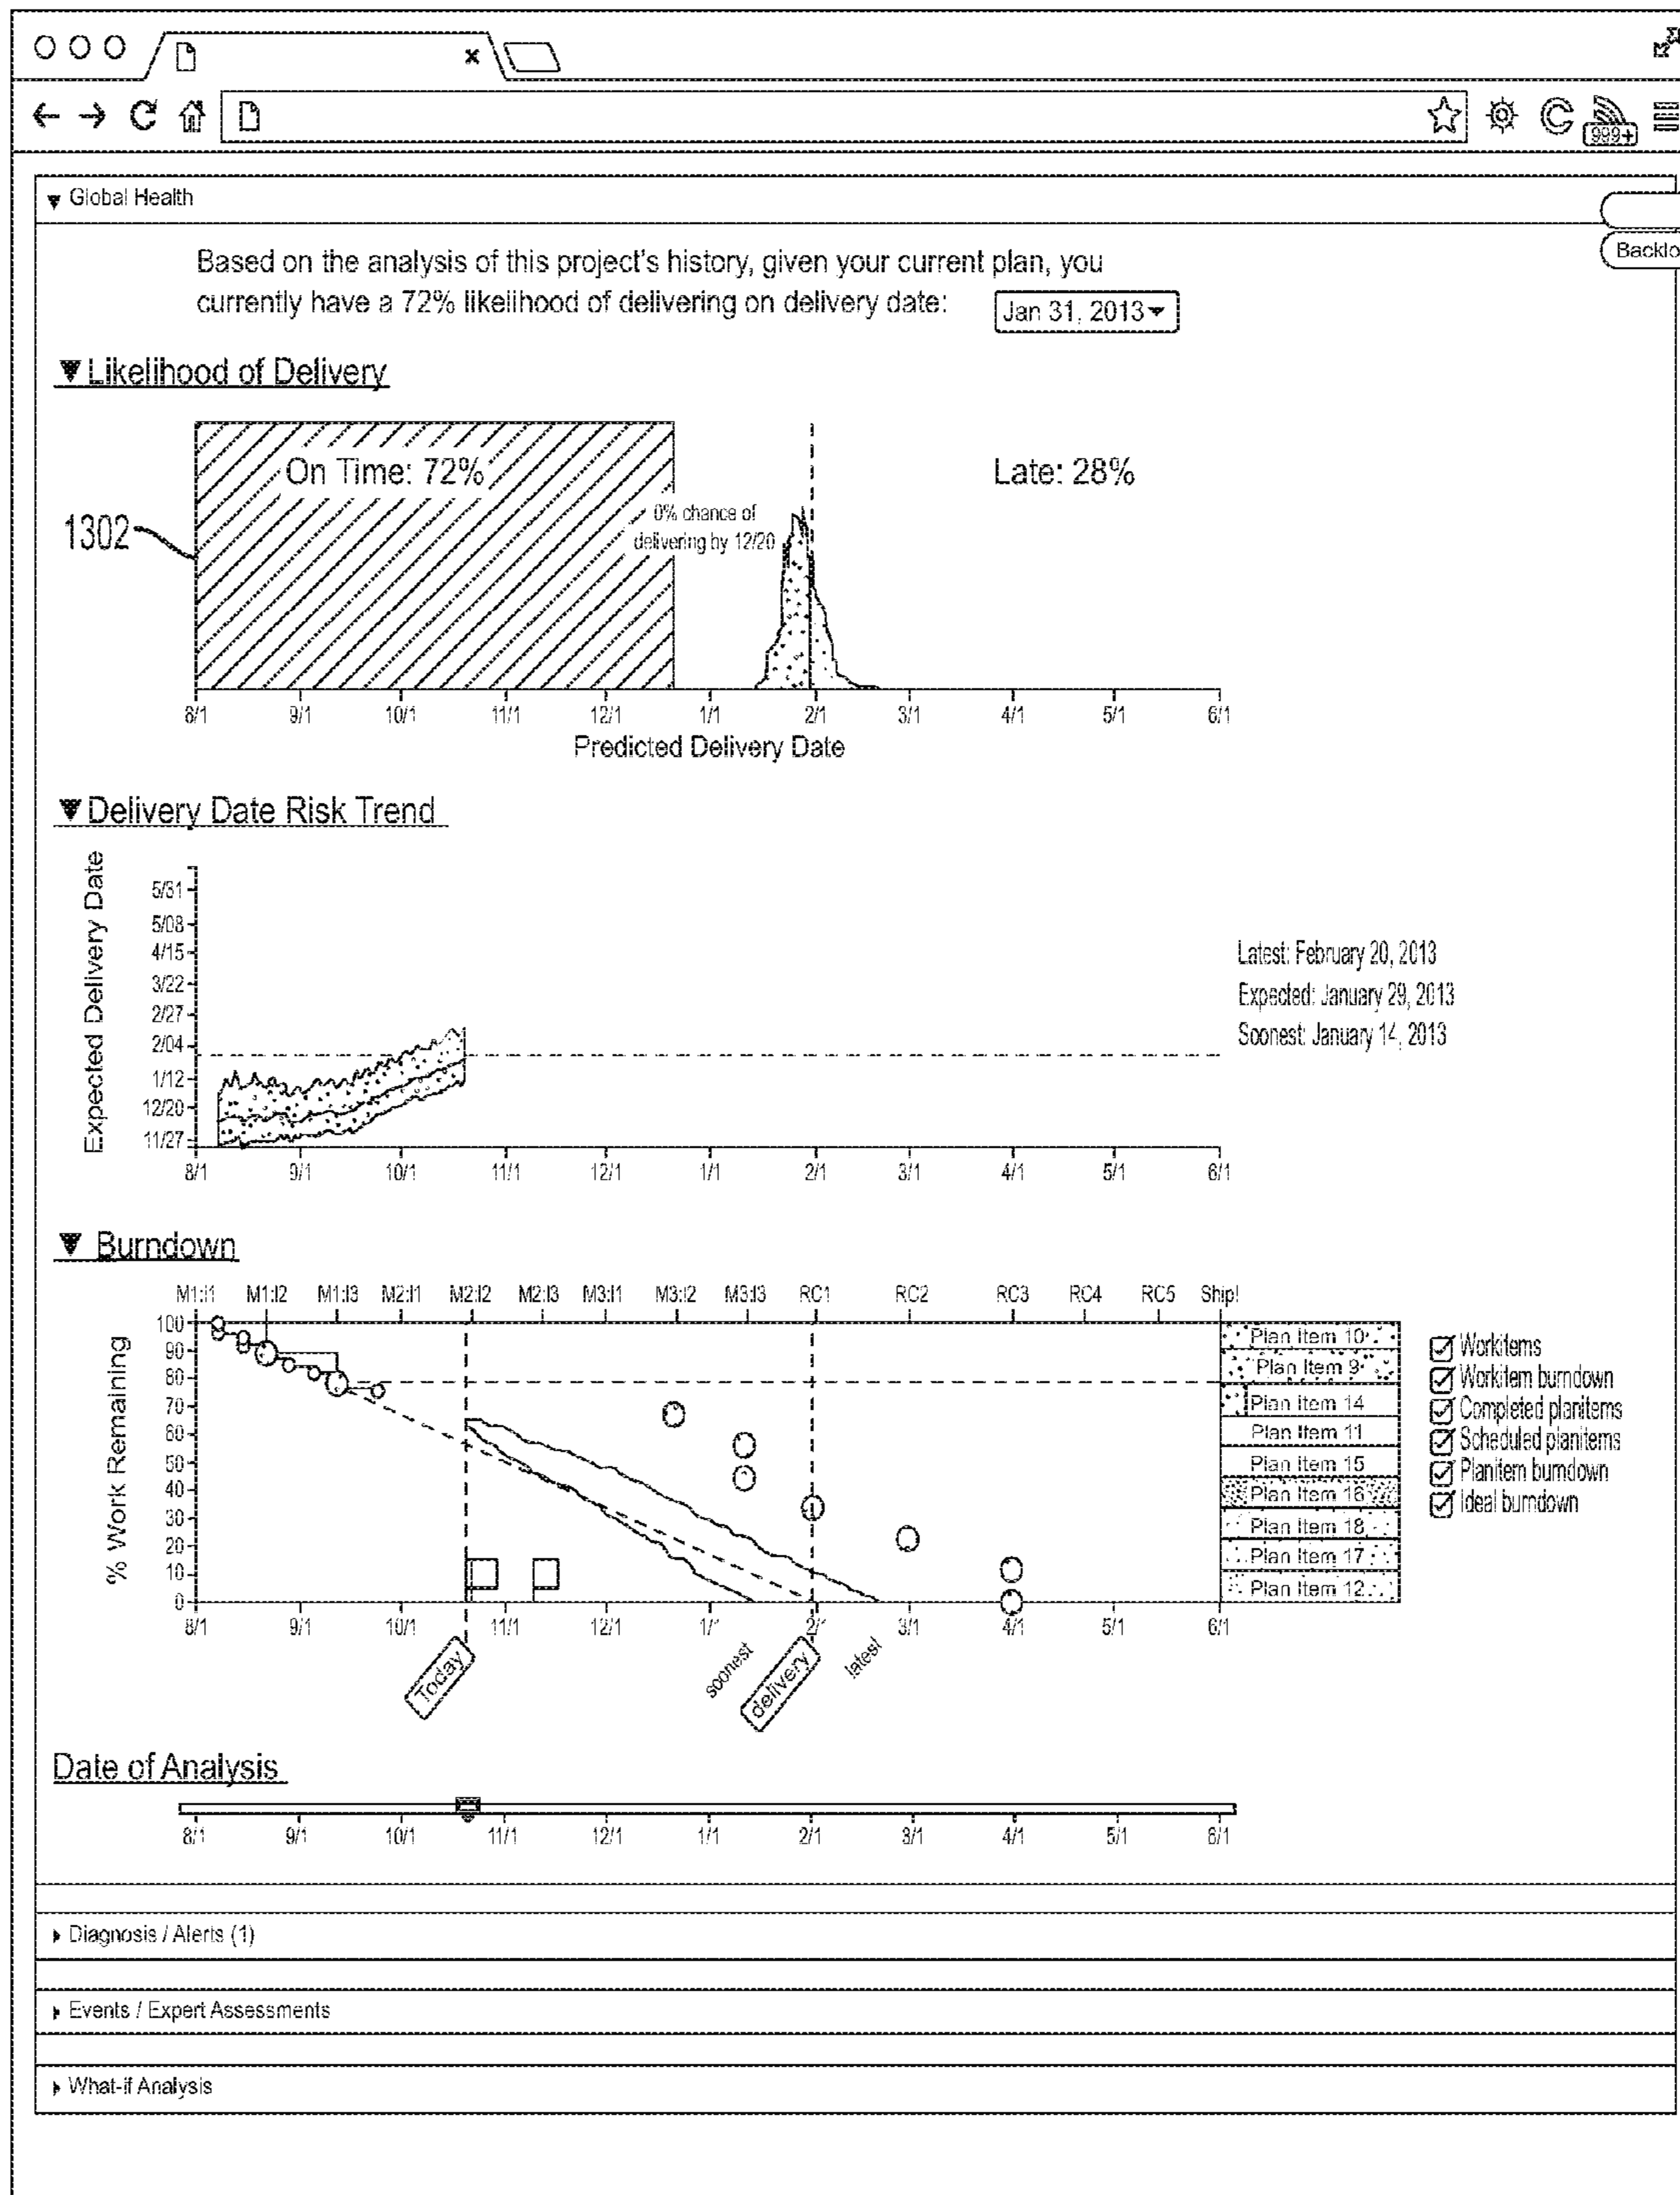 999+
Global Health
Backlo
Based on the analysis of this project's history, given your current plan, you
currently have a 72% likelihood of delivering on delivery date:
Jan 31, 2013
Likelihood of Delivery
On Time: 72%
Late: 28%
0% chance of
delivering by 12/20
1302
8/1 9/1 10/1 11/1 12/1 1/1 2/1 3/1 4/1 5/1 6/1
Predicted Delivery Date
Delivery Date Risk Trend
Expected Delivery Date
5/31
5/08
4/15
3/22
2/27
2/04
1/12
12/20
11/27
8/1 9/1 10/1 11/1 12/1 1/1 2/1 3/1 4/1 5/1 6/1
Latest: February 20, 2013
Expected: January 29, 2013
Soonest: January 14, 2013
Burndown
M1:I1 M1:I2 M1:I3 M2:I1 M2:I2 M2:I3 M3:I1 M3:I2 M3:I3 RC1 RC2 RC3 RC4 RC5 Ship!
% Work Remaining
100
90
80
70
60
50
40
30
20
10
0
8/1 9/1 10/1 11/1 12/1 1/1 2/1 3/1 4/1 5/1 6/1
Today
soonest
delivery
latest
Plan Item 10
Plan Item 9
Plan Item 14
Plan Item 11
Plan Item 15
Plan Item 16
Plan Item 18
Plan Item 17
Plan Item 12
Workitems
Workitem burndown
Completed planitems
Scheduled planitems
Planitem burndown
Ideal burndown
Date of Analysis
8/1 9/1 10/1 11/1 12/1 1/1 2/1 3/1 4/1 5/1 6/1
Diagnosis / Alerts (1)
Events / Expert Assessments
What-if Analysis